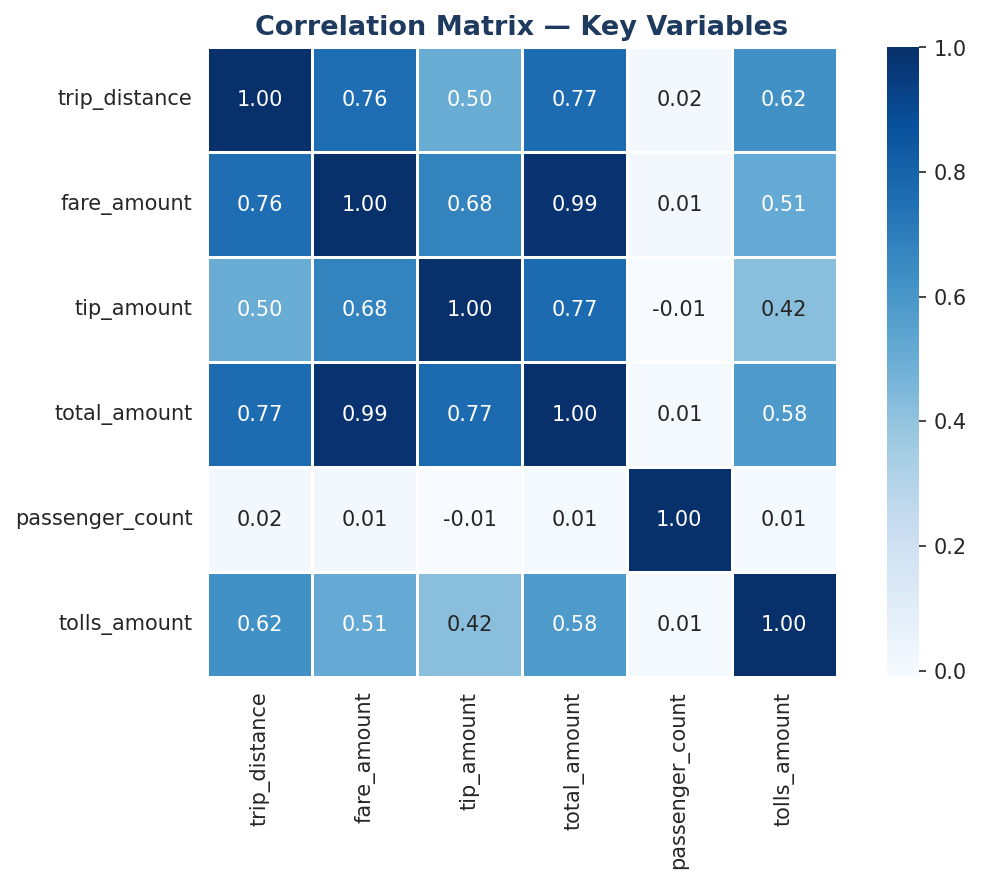 Correlation Matrix — Key Variables
trip_distance 1.00 0.76 0.50 0.77 0.02 0.62
fare_amount 0.76 1.00 0.68 0.99 0.01 0.51
tip_amount 0.50 0.68 1.00 0.77 -0.01 0.42
total_amount 0.77 0.99 0.77 1.00 0.01 0.58
passenger_count 0.02 0.01 -0.01 0.01 1.00 0.01
tolls_amount 0.62 0.51 0.42 0.58 0.01 1.00
trip_distance
fare_amount
tip_amount
total_amount
passenger_count
tolls_amount
1.0
0.8
0.6
0.4
0.2
0.0